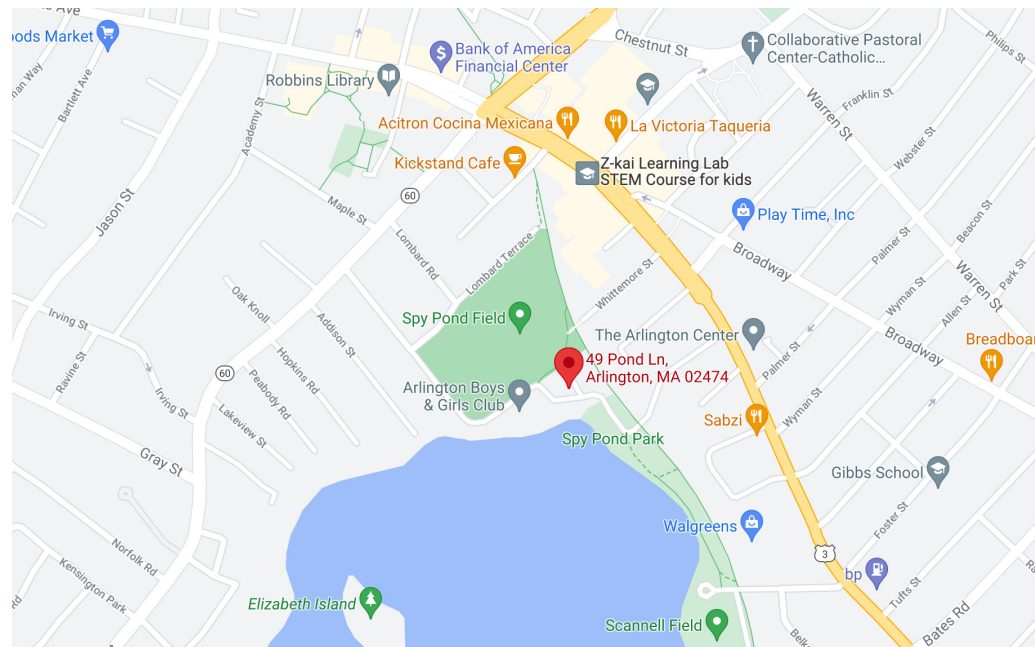 Ave
Chestnut St
Philips St
oods Market
Bank of America
Financial Center
Collaborative Pastoral
Center-Catholic...
Robbins Library
Bartlett Ave
Franklin St
Warren St
Academy St
Acitron Cocina Mexicana
La Victoria Taqueria
Kickstand Cafe
Z-kai Learning Lab
STEM Course for kids
Webster St
60
Jason St
Maple St
Play Time, Inc
Beacon St
Lombard Rd
Lombard Terrace
Broadway
Palmer St
Warren St
Park St
Whittemore St
Wyman St
Allen St
Oak Knoll
Irving St
Addison St
Spy Pond Field
The Arlington Center
Broadway
Breadboar
Palmer St
49 Pond Ln,
Arlington, MA 02474
Ravine St
60
Hopkins Rd
Peabody Rd
Irving St
Arlington Boys
& Girls Club
Wyman St
Sabzi
Lakeview St
Spy Pond Park
Gray St
Gibbs School
Walgreens
Foster St
Norfolk Rd
3
bp
Kensington Park
Tufts St
Elizabeth Island
Rd
Scannell Field
Bates Rd
Belk